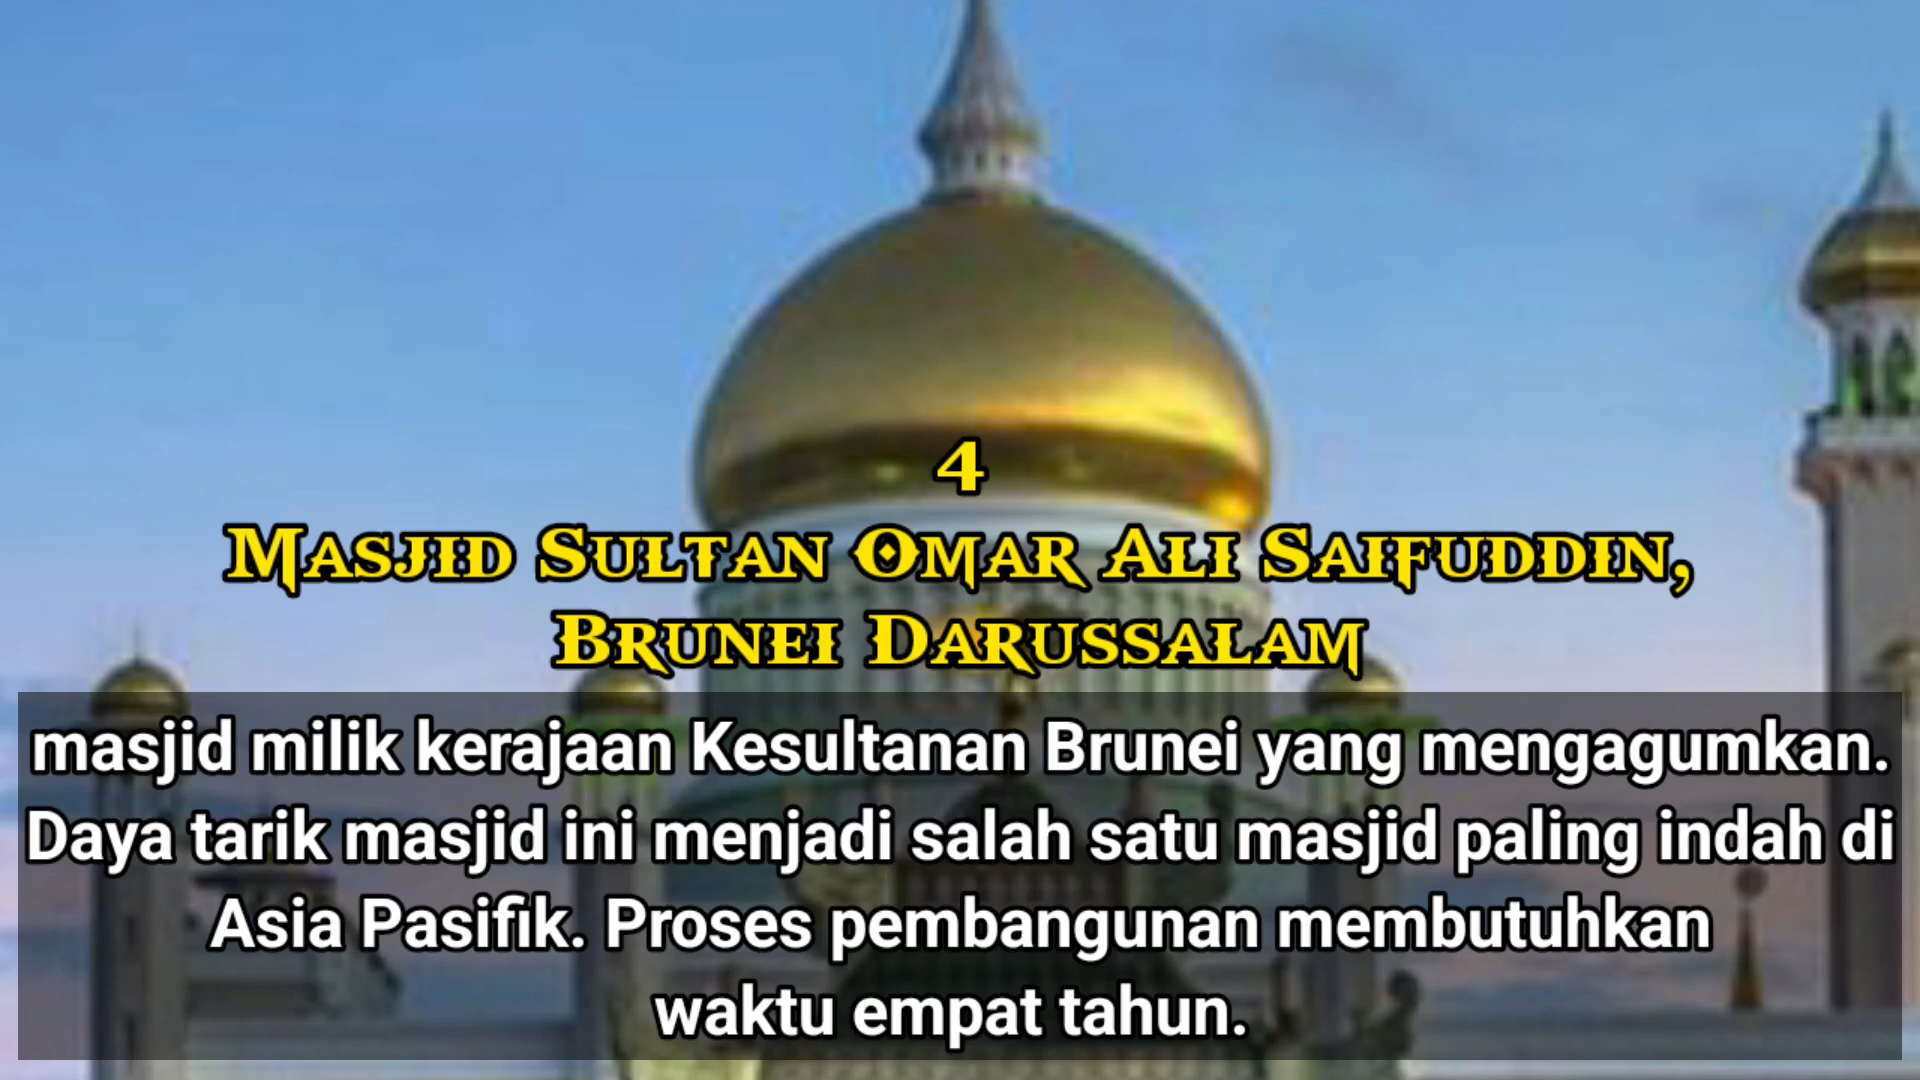 4
Masjid Sultan Omar Ali Saifuddin,
Brunei Darussalam
masjid milik kerajaan Kesultanan Brunei yang mengagumkan.
Daya tarik masjid ini menjadi salah satu masjid paling indah di
Asia Pasifik. Proses pembangunan membutuhkan
waktu empat tahun.